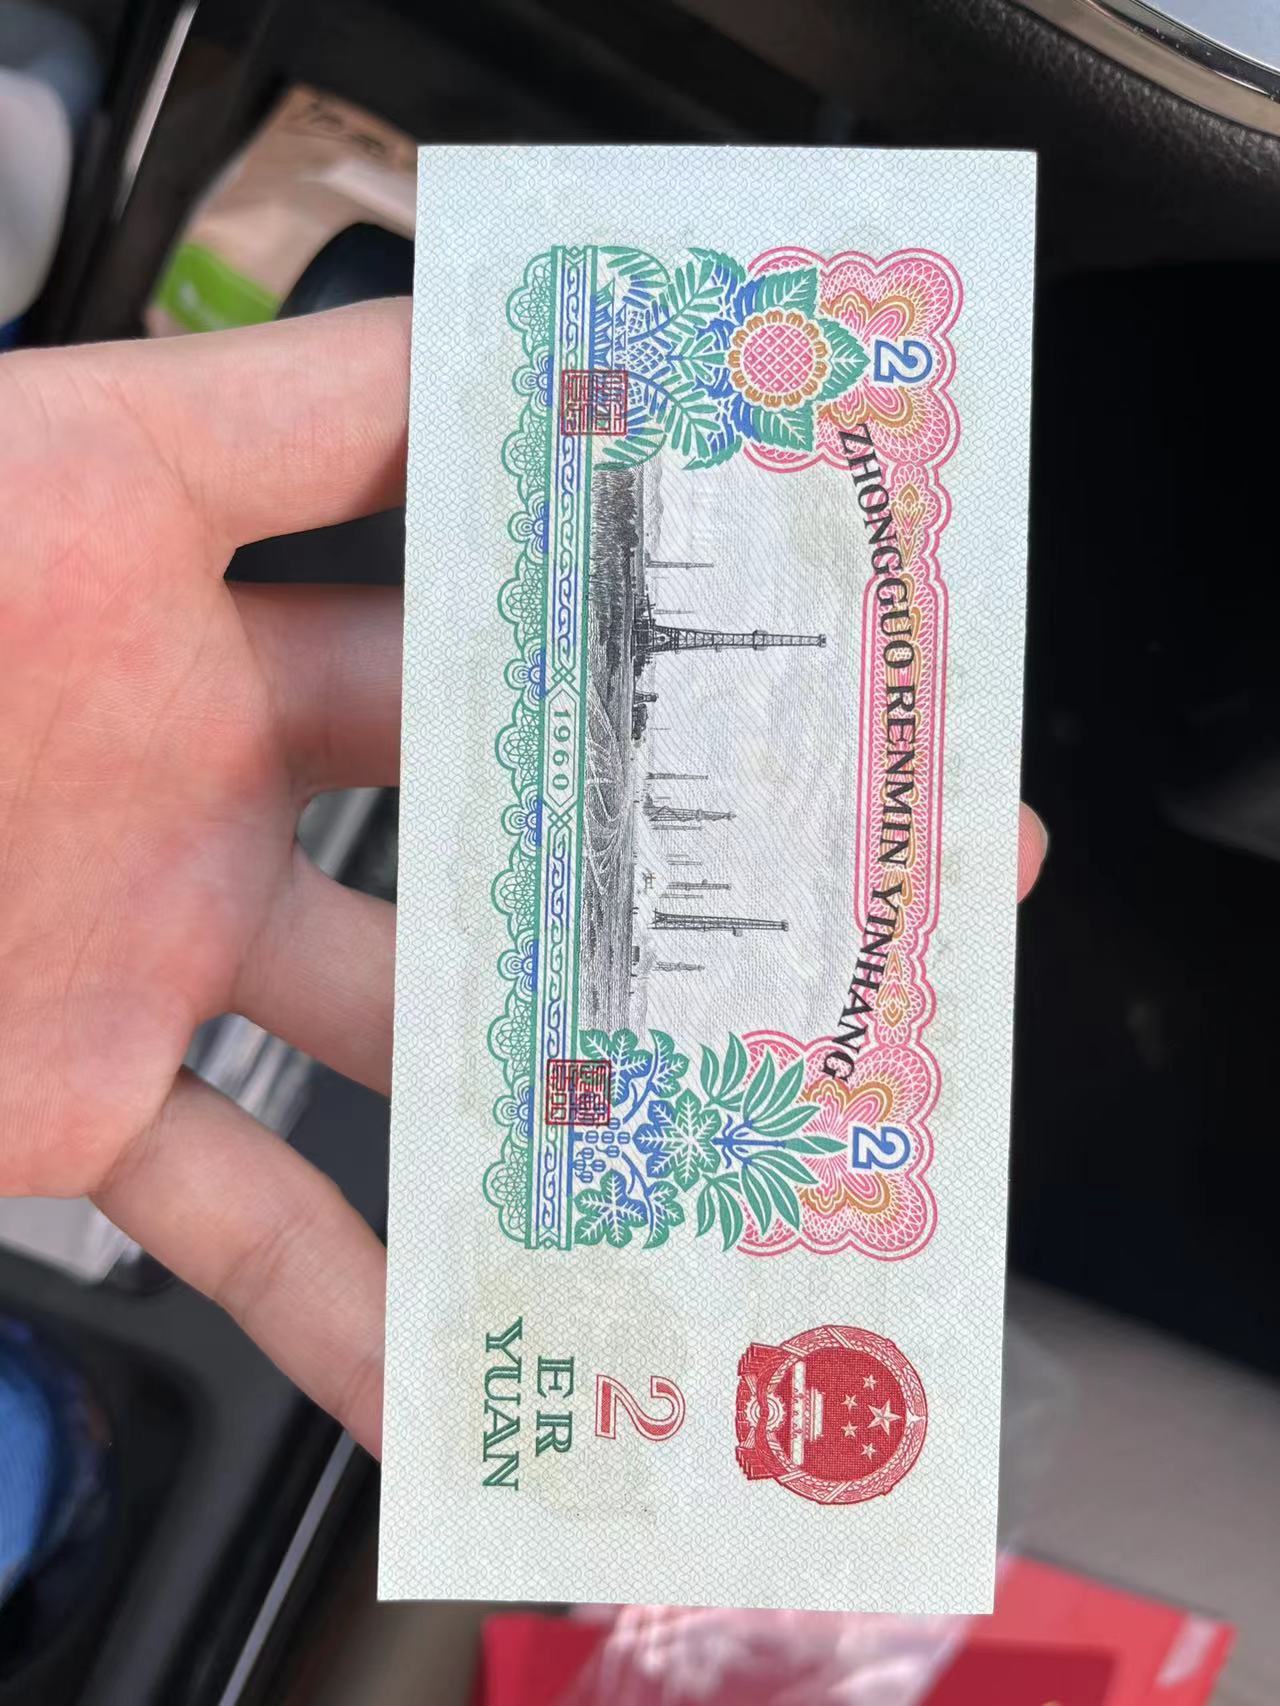 2
ZHONGGUO RENMIN YINHANG
2
1960
2
ER
YUAN